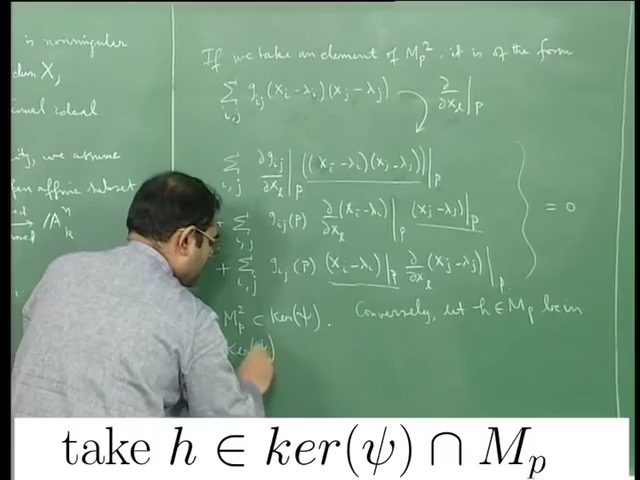 is nonsingular
dim X,
ideal.
we assume
affine subset
A^n_k
If we take an element of M_p^2, it is of the form
∑_{i,j} g_{ij}(x_i-λ_i)(x_j-λ_j) ∂/∂x_ℓ|_p
∑_{i,j} ∂g_{ij}/∂x_ℓ|_p ((x_i-λ_i)(x_j-λ_j))|_p
+ ∑_{i,j} g_{ij}(p) ∂/∂x_ℓ(x_i-λ_i)|_p (x_j-λ_j)|_p = 0
+ ∑_{i,j} g_{ij}(p) (x_i-λ_i)|_p ∂/∂x_ℓ(x_j-λ_j)|_p
M_p^2 ⊂ Ker(ψ). Conversely, let h ∈ M_p be in
Ker(ψ)
take h ∈ ker(ψ) ∩ M_p